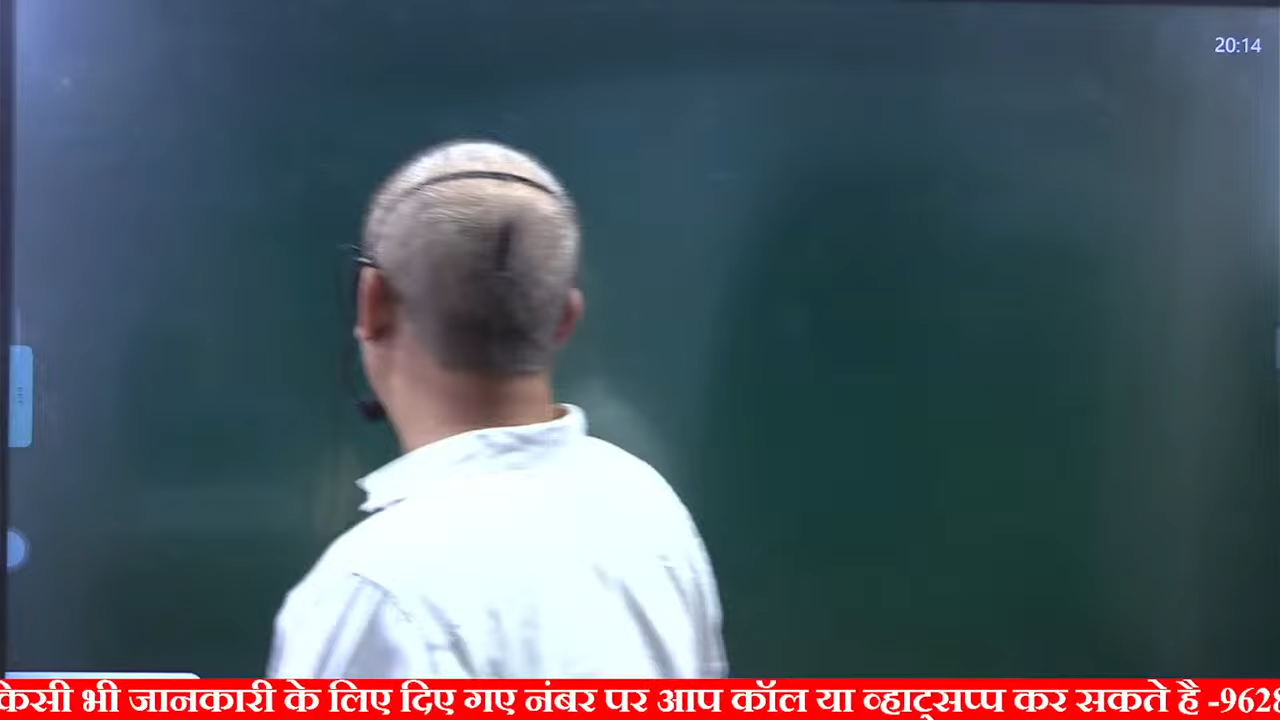 20:14
किसी भी जानकारी के लिए दिए गए नंबर पर आप कॉल या व्हाट्सप्प कर सकते है -9628